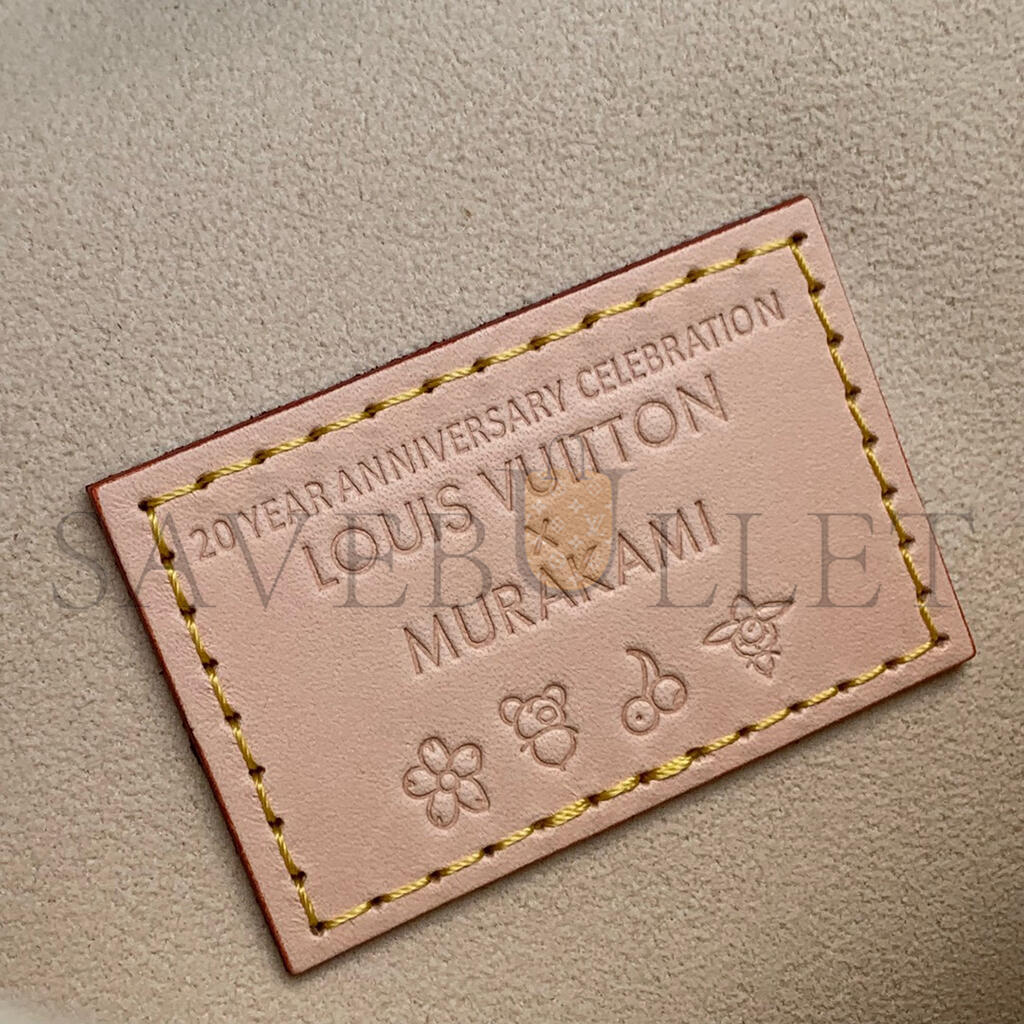 20 YEAR ANNIVERSARY CELEBRATION
LOUIS VUITTON
X
MURAKAMI
SAVEBULLET